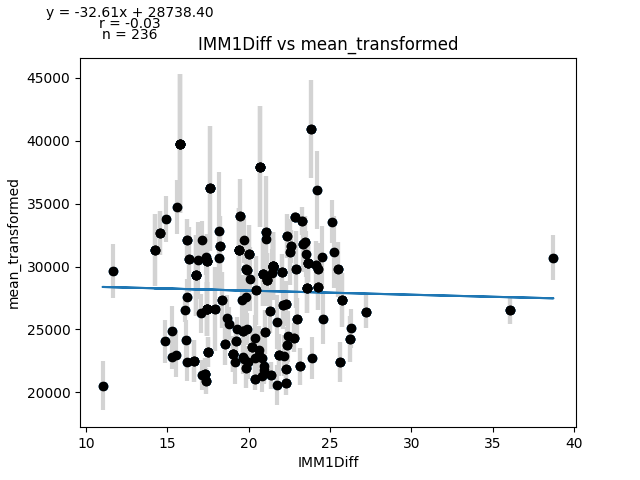 y = -32.61x + 28738.40
r = -0.03
n = 236
IMM1Diff vs mean_transformed
45000
40000
35000
30000
25000
20000
mean_transformed
10 15 20 25 30 35 40
IMM1Diff